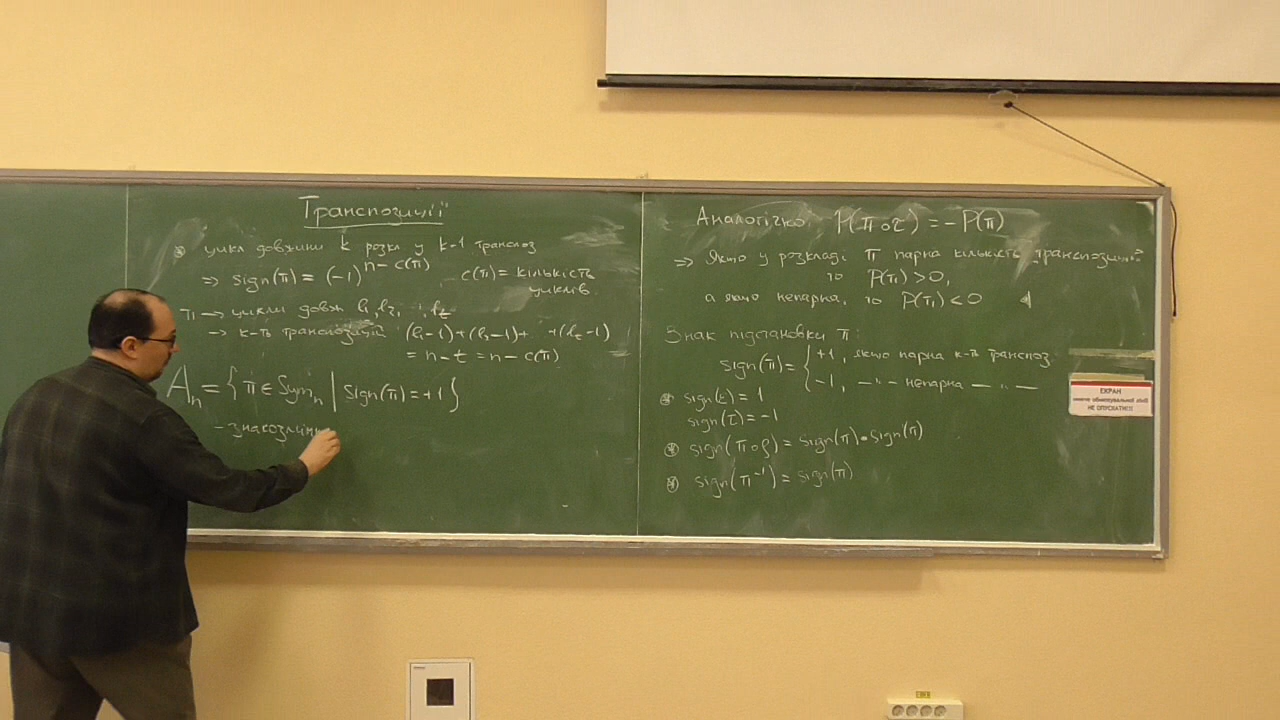 Транспозиції
⊛ цикл довжини k розкл у k-1 транспоз
⇒ sign(π) = (-1)^{n-c(π)} c(π) = кількість
циклів
π → цикли довж l₁, l₂, , l_t
→ к-ть транспозицій (l₁-1)+(l₂-1)+ +(l_t-1)
= n-t = n-c(π)
A_n = {π ∈ Sym_n | sign(π) = +1}
- знакозмінн
Аналогічно P(π∘τ) = -P(π)
⇒ Якщо у розкладі π парна кількість транспозицій
то P(π) > 0,
а якщо непарна, то P(π) < 0
Знак підстановки π:
sign(π) = { +1, якщо парна к-ть транспоз
-1, —"— непарна —"—
⊛ sign(ε) = 1
sign(τ) = -1
⊛ sign(π∘ρ) = sign(π)•sign(ρ)
⊛ sign(π⁻¹) = sign(π)
ЕКРАН
НЕ ОПУСКАТИ!!!